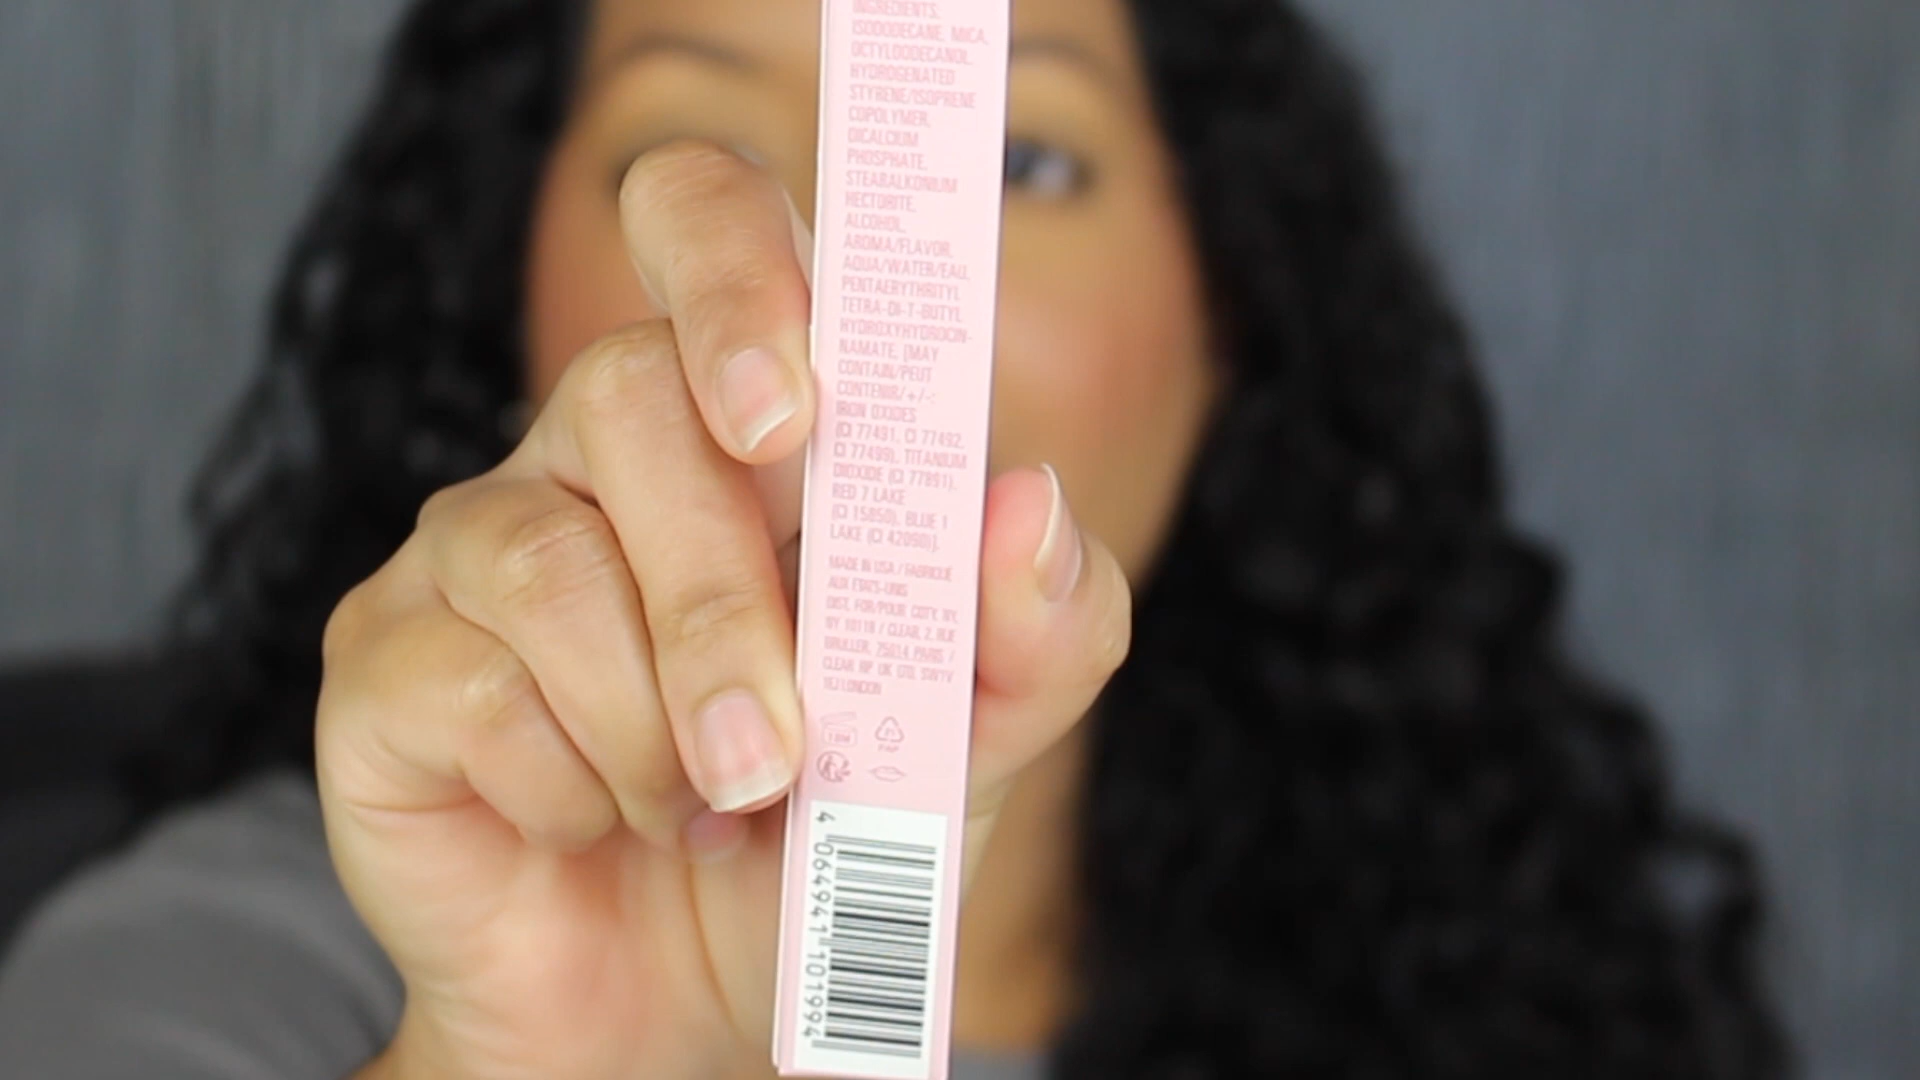 INGREDIENTS:
ISODODECANE, MICA,
OCTYLDODECANOL,
HYDROGENATED
STYRENE/ISOPRENE
COPOLYMER,
DICALCIUM
PHOSPHATE,
STEARALKONIUM
HECTORITE,
ALCOHOL,
AROMA/FLAVOR,
AQUA/WATER/EAU,
PENTAERYTHRITYL
TETRA-DI-T-BUTYL
HYDROXYHYDROCIN-
NAMATE, [MAY
CONTAIN/PEUT
CONTENIR/+/-:
IRON OXIDES
(CI 77491, CI 77492,
CI 77499), TITANIUM
DIOXIDE (CI 77891),
RED 7 LAKE
(CI 15850), BLUE 1
LAKE (CI 42090)].
MADE IN USA / FABRIQUÉ
AUX ETATS-UNIS
DIST. FOR/POUR COTY, NY,
NY 10118 / CLEAR, 2, RUE
75014 PARIS /
CLEAR RP UK LTD, SW1V
LONDON
PAP
4 064941 101994